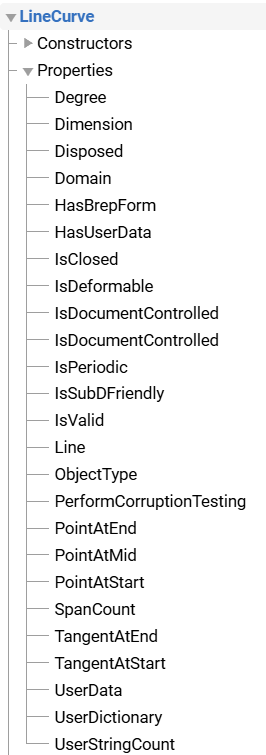 LineCurve
Constructors
Properties
Degree
Dimension
Disposed
Domain
HasBrepForm
HasUserData
IsClosed
IsDeformable
IsDocumentControlled
IsDocumentControlled
IsPeriodic
IsSubDFriendly
IsValid
Line
ObjectType
PerformCorruptionTesting
PointAtEnd
PointAtMid
PointAtStart
SpanCount
TangentAtEnd
TangentAtStart
UserData
UserDictionary
UserStringCount